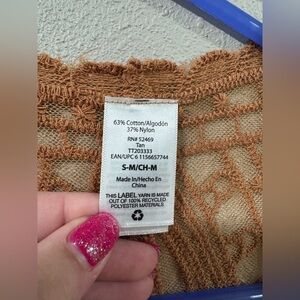 63% Cotton/Algodón
37% Nylon
RN# 52469
Tan
TT203333
EAN/UPC 6 1156657744
S-M/CH-M
Made In/Hecho En
China
THIS LABEL YARN IS MADE
OUT OF 100% RECYCLED
POLYESTER MATERIALS